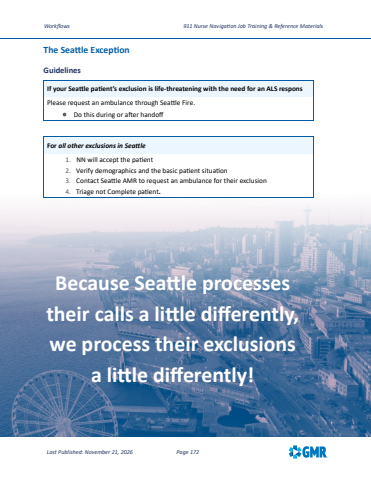 Workflows 911 Nurse Navigation Job Training & Reference Materials
The Seattle Exception
Guidelines
If your Seattle patient's exclusion is life-threatening with the need for an ALS respons
Please request an ambulance through Seattle Fire.
• Do this during or after handoff
For all other exclusions in Seattle
1. NN will accept the patient
2. Verify demographics and the basic patient situation
3. Contact Seattle AMR to request an ambulance for their exclusion
4. Triage not Complete patient.
Because Seattle processes
their calls a little differently,
we process their exclusions
a little differently!
Last Published: November 21, 2026 Page 172
GMR